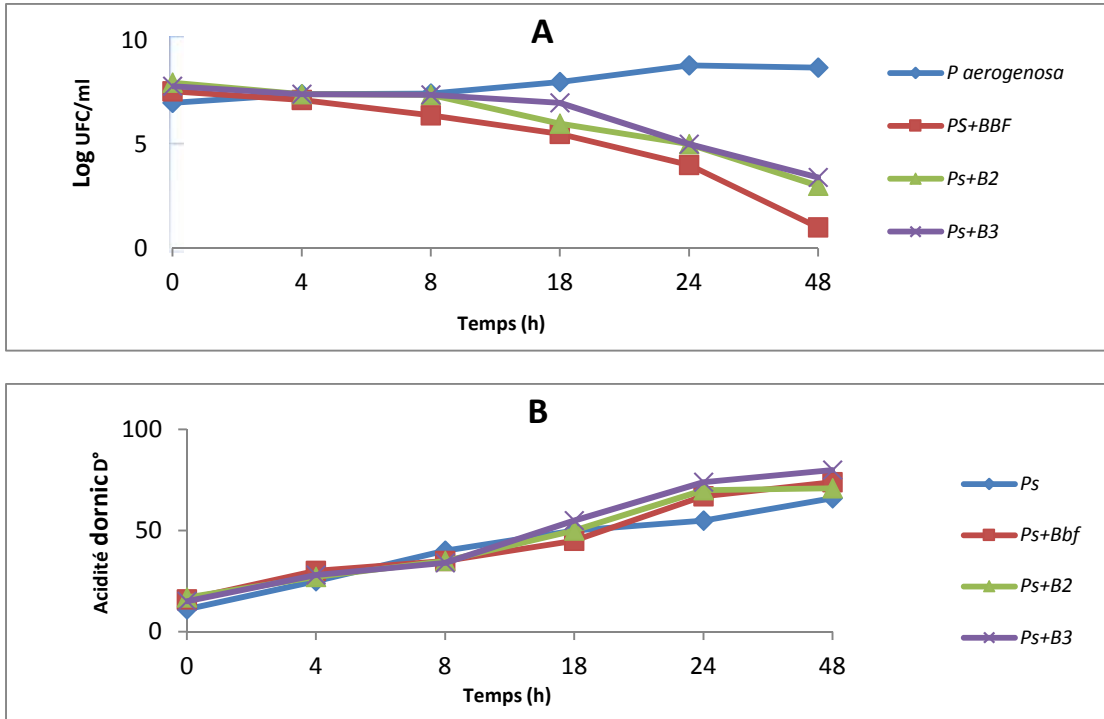 A
10
5
0
Log UFC/ml
0 4 8 18 24 48
Temps (h)
P aerogenosa
PS+BBF
Ps+B2
Ps+B3
B
100
50
0
Acidité dornic D°
0 4 8 18 24 48
Temps (h)
Ps
Ps+Bbf
Ps+B2
Ps+B3